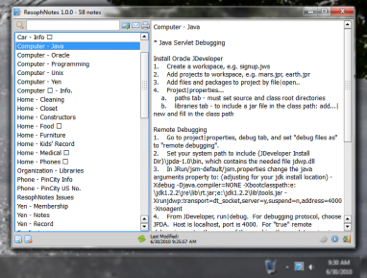 ResophNotes 1.0.0 - 58 notes
Car - Info
Computer - Java
Computer - Oracle
Computer - Programming
Computer - Unix
Computer - Yen
Computer - Info.
Home - Cleaning
Home - Closet
Home - Constructors
Home - Food
Home - Furniture
Home - Kids' Record
Home - Medical
Home - Phones
Organization - Libraries
Phone - PinCity Info
Phone - PinCity US No.
ResophNotes Issues
Yen - Membership
Yen - Notes
Yen - Record
Computer - Java
* Java Servlet Debugging
Install Oracle JDeveloper
1. Create a workspace, e.g. signup.jws
2. Add projects to workspace, e.g. mars.jpr, earth.jpr
3. Add files and packages to project by file|open..
4. Project|properties...
a. paths tab - must set source and class root directories
b. libraries tab - to include a jar file in the class path: add...|
new and fill in the class path
Remote Debugging
1. Go to project|properties, debug tab, and set "debug files as"
to "remote debugging".
2. Set your system path to include (JDeveloper Install
Dir)\jpda-1.0\bin, which contains the needed file jdwp.dll
3. In JRun/jsm-default/jsm.properties change the java
arguments property to: (adjusting for your jdk install location) -
Xdebug -Djava.compiler=NONE -Xbootclasspath:e:
\jdk1.2.2\jre\lib\rt.jar;e:\jdk1.2.2\lib\tools.jar -
Xrunjdwp:transport=dt_socket,server=y,suspend=n,address=4000
-Xnoagent
4. From JDeveloper, run|debug. For debugging protocol, choose
JPDA. Host is localhost, port is 4000. For "true" remote
Last Modified:
6/30/2010 9:25:57 AM
9:30 AM
6/30/2010